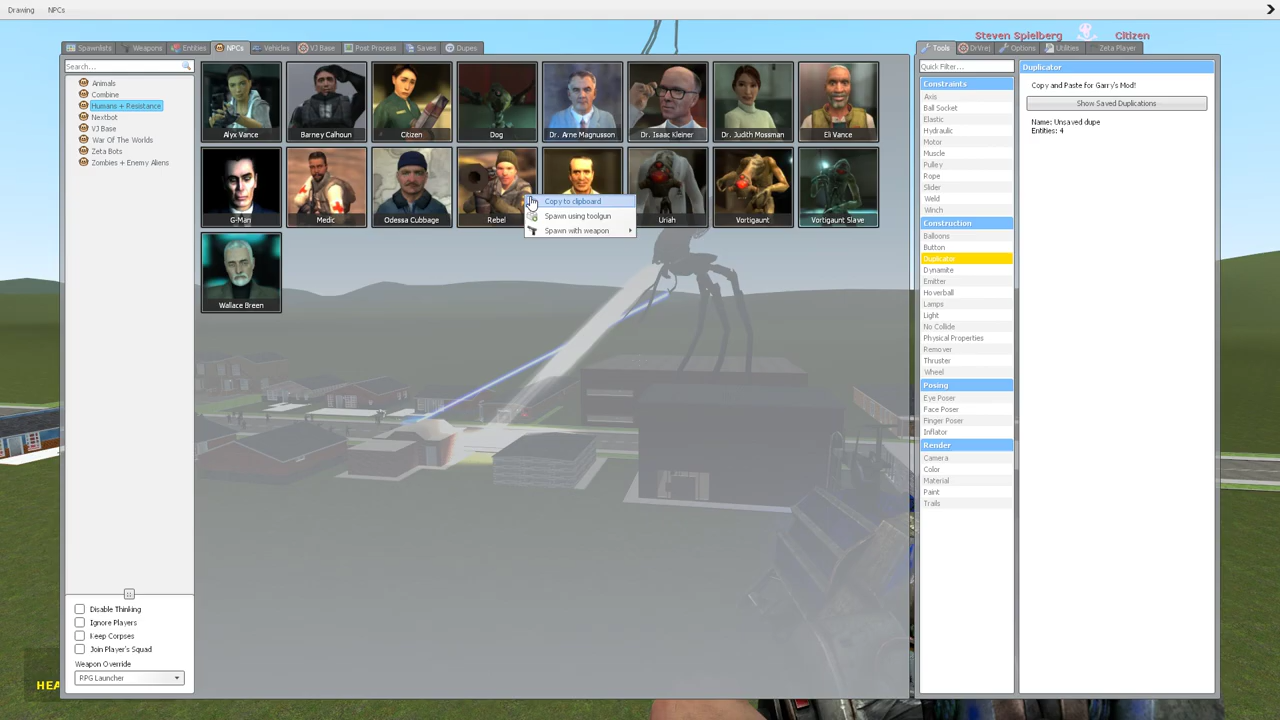 Drawing NPCs
Steven Spielberg Citizen
Spawnlists Weapons Entities NPCs Vehicles VJ Base Post Process Saves Dupes
Tools DrVrej Options Utilities Zeta Player
Search...
Animals
Combine
Humans + Resistance
Nextbot
VJ Base
War Of The Worlds
Zeta Bots
Zombies + Enemy Aliens
Alyx Vance Barney Calhoun Citizen Dog Dr. Arne Magnusson Dr. Isaac Kleiner Dr. Judith Mossman Eli Vance
G-Man Medic Odessa Cubbage Rebel Uriah Vortigaunt Vortigaunt Slave
Wallace Breen
Copy to clipboard
Spawn using toolgun
Spawn with weapon
Disable Thinking
Ignore Players
Keep Corpses
Join Player's Squad
Weapon Override
RPG Launcher
HEA
Quick Filter...
Constraints
Axis
Ball Socket
Elastic
Hydraulic
Motor
Muscle
Pulley
Rope
Slider
Weld
Winch
Construction
Balloons
Button
Duplicator
Dynamite
Emitter
Hoverball
Lamps
Light
No Collide
Physical Properties
Remover
Thruster
Wheel
Posing
Eye Poser
Face Poser
Finger Poser
Inflator
Render
Camera
Color
Material
Paint
Trails
Duplicator
Copy and Paste for Garry's Mod!
Show Saved Duplications
Name: Unsaved dupe
Entities: 4